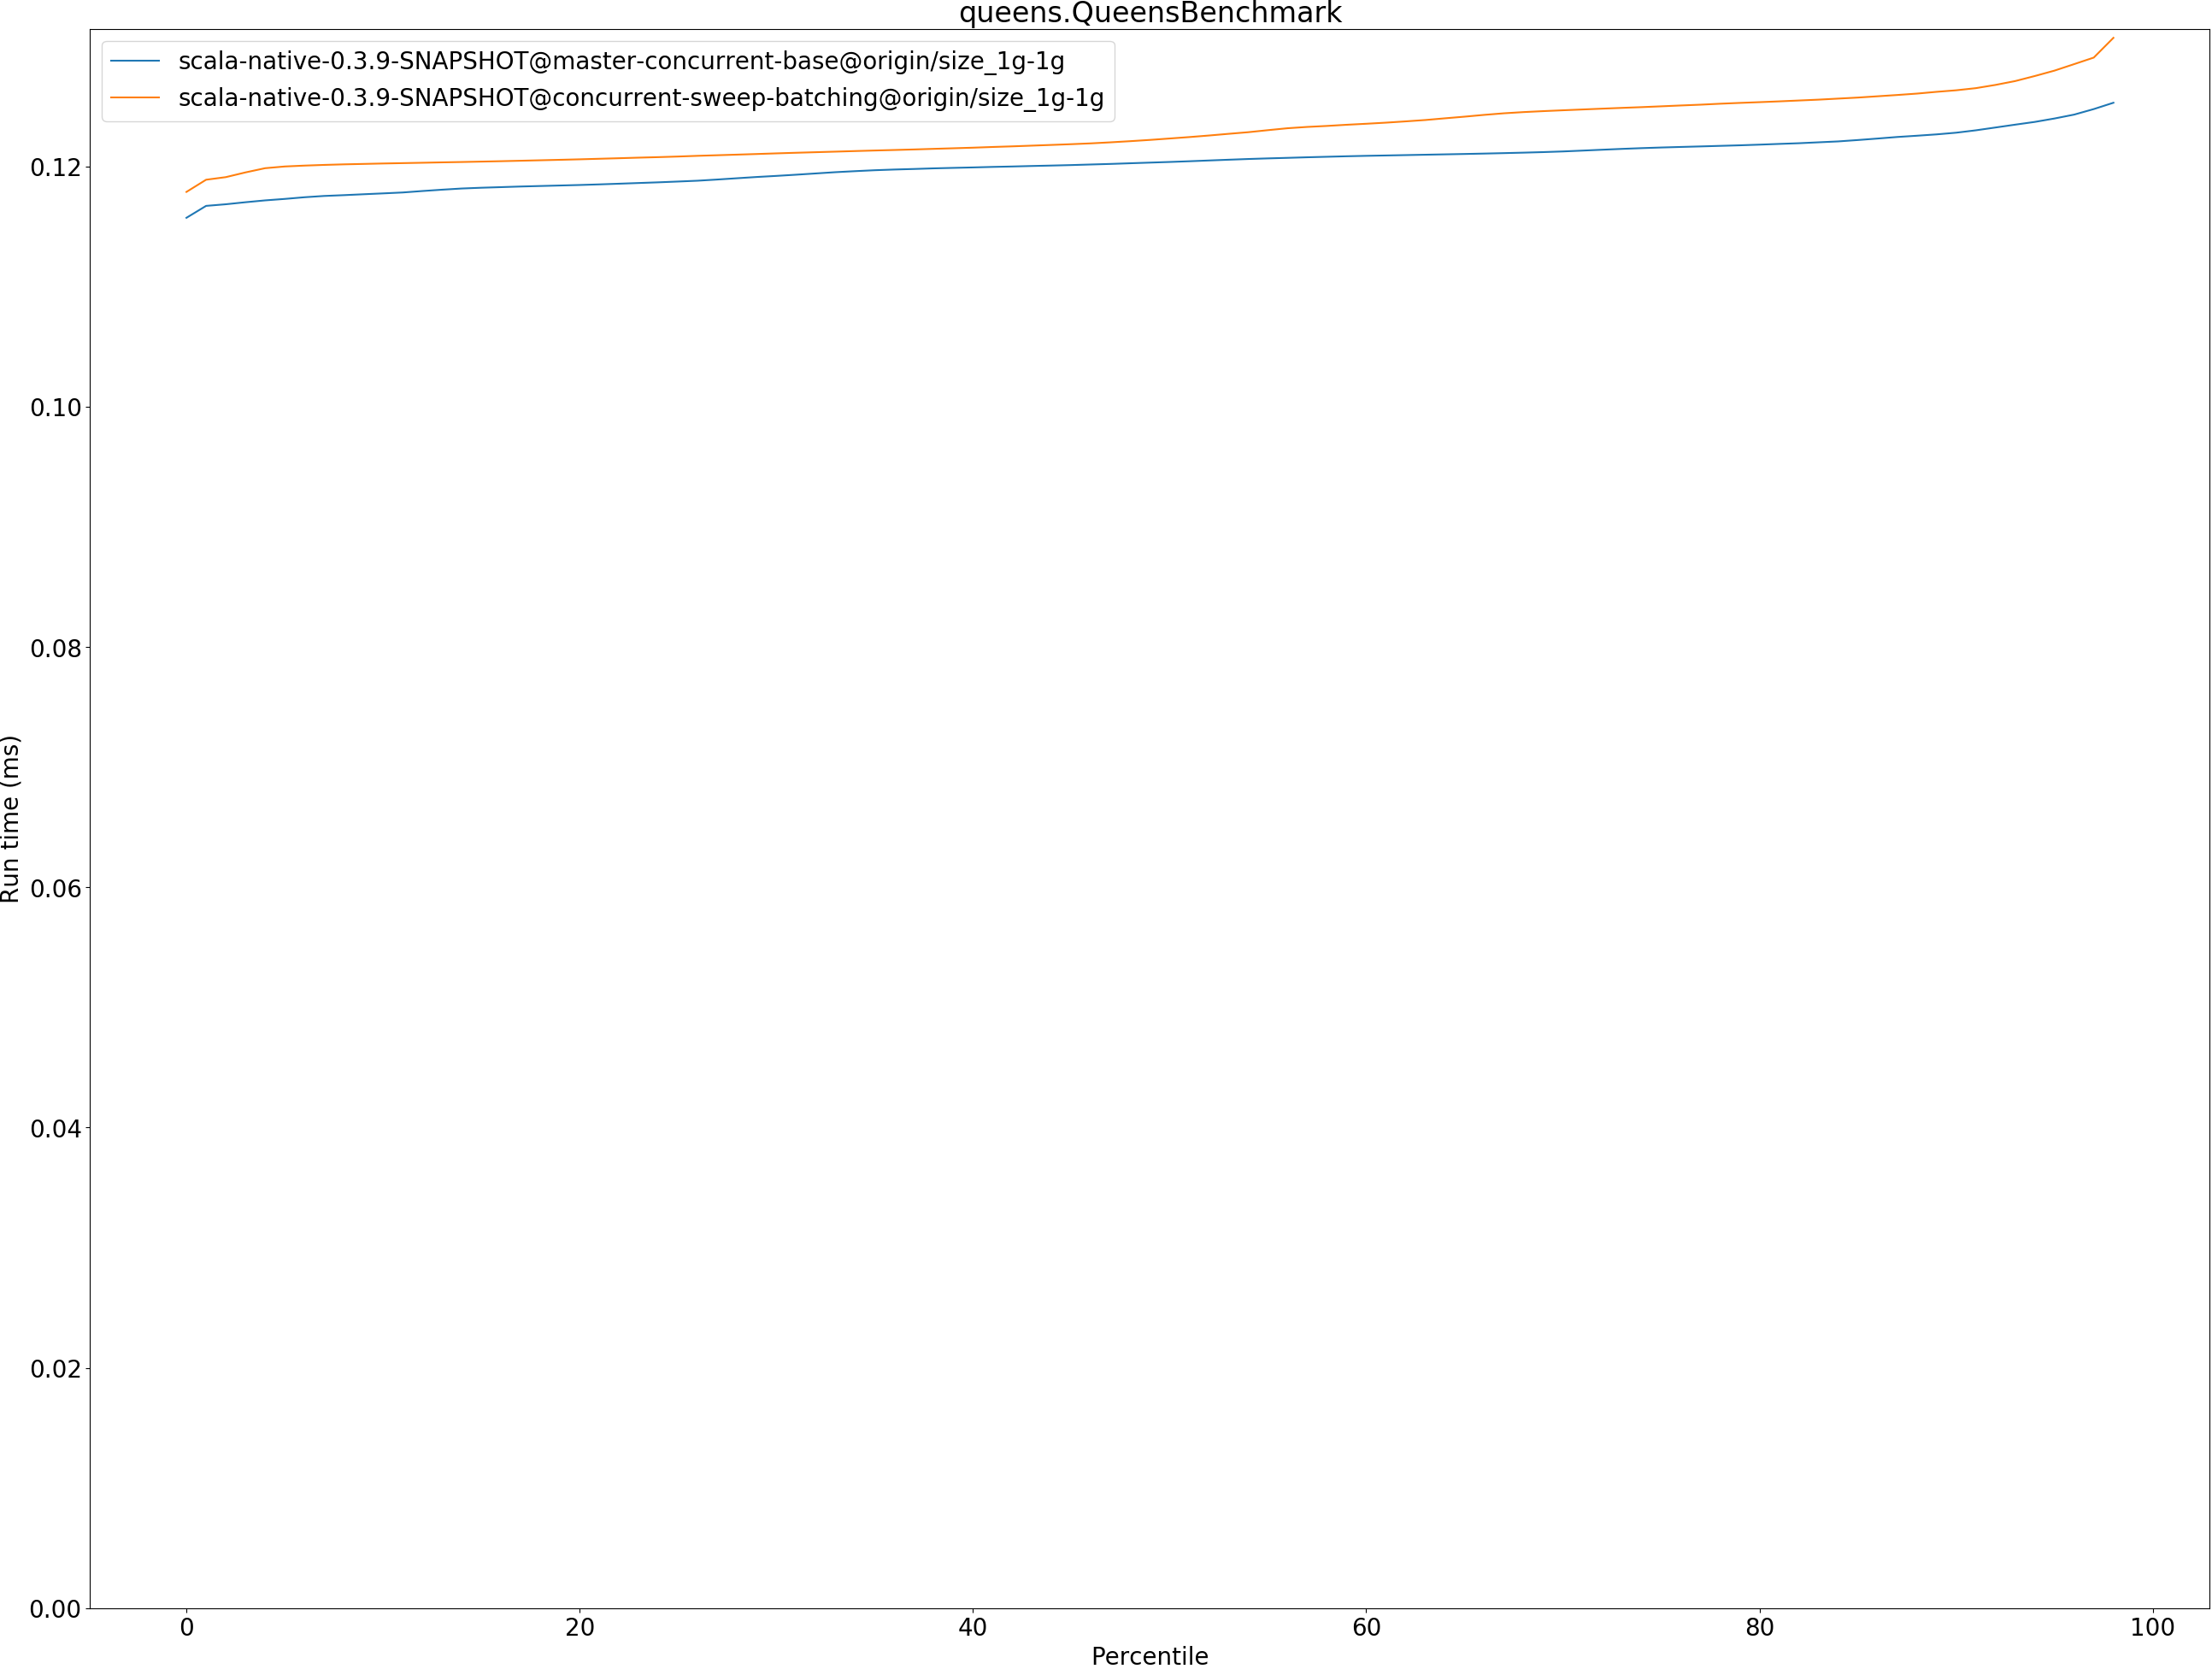 queens.QueensBenchmark
scala-native-0.3.9-SNAPSHOT@master-concurrent-base@origin/size_1g-1g
scala-native-0.3.9-SNAPSHOT@concurrent-sweep-batching@origin/size_1g-1g
0.12
0.10
0.08
0.06
0.04
0.02
0.00
Run time (ms)
0 20 40 60 80 100
Percentile